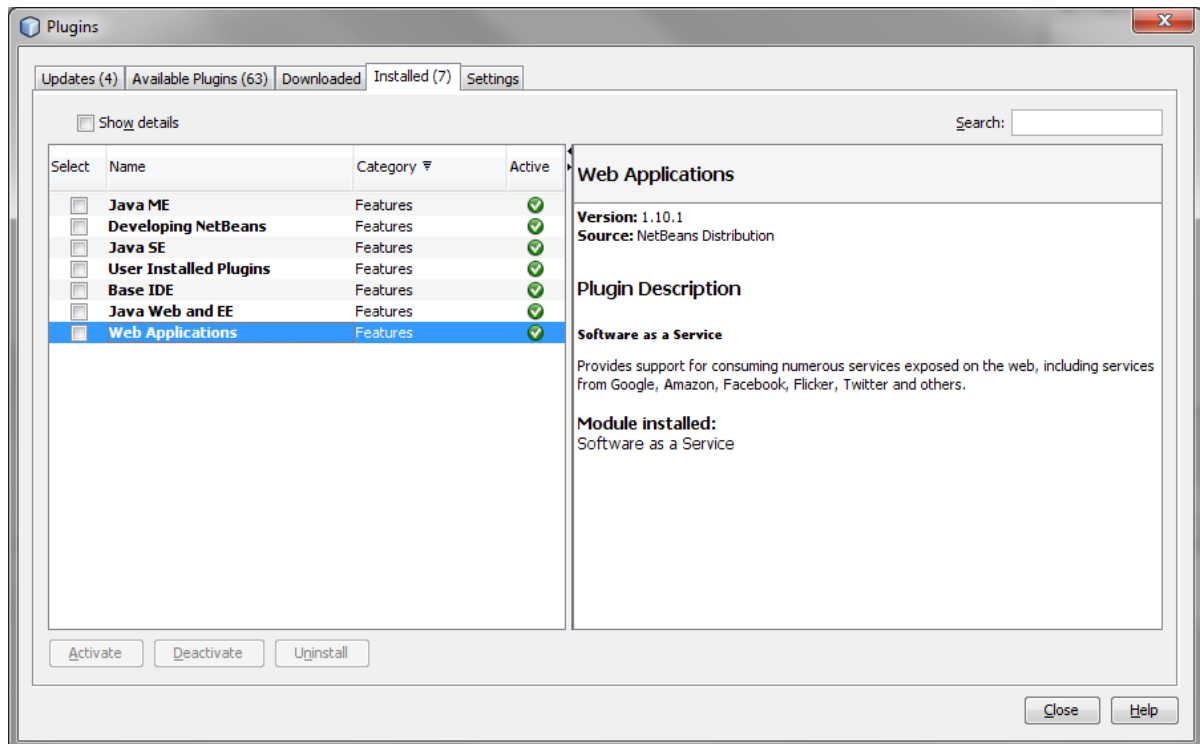 Plugins
Updates (4) Available Plugins (63) Downloaded Installed (7) Settings
Show details Search:
Select Name Category Active
Java ME Features
Developing NetBeans Features
Java SE Features
User Installed Plugins Features
Base IDE Features
Java Web and EE Features
Web Applications Features
Web Applications
Version: 1.10.1
Source: NetBeans Distribution
Plugin Description
Software as a Service
Provides support for consuming numerous services exposed on the web, including services
from Google, Amazon, Facebook, Flicker, Twitter and others.
Module installed:
Software as a Service
Activate Deactivate Uninstall
Close Help